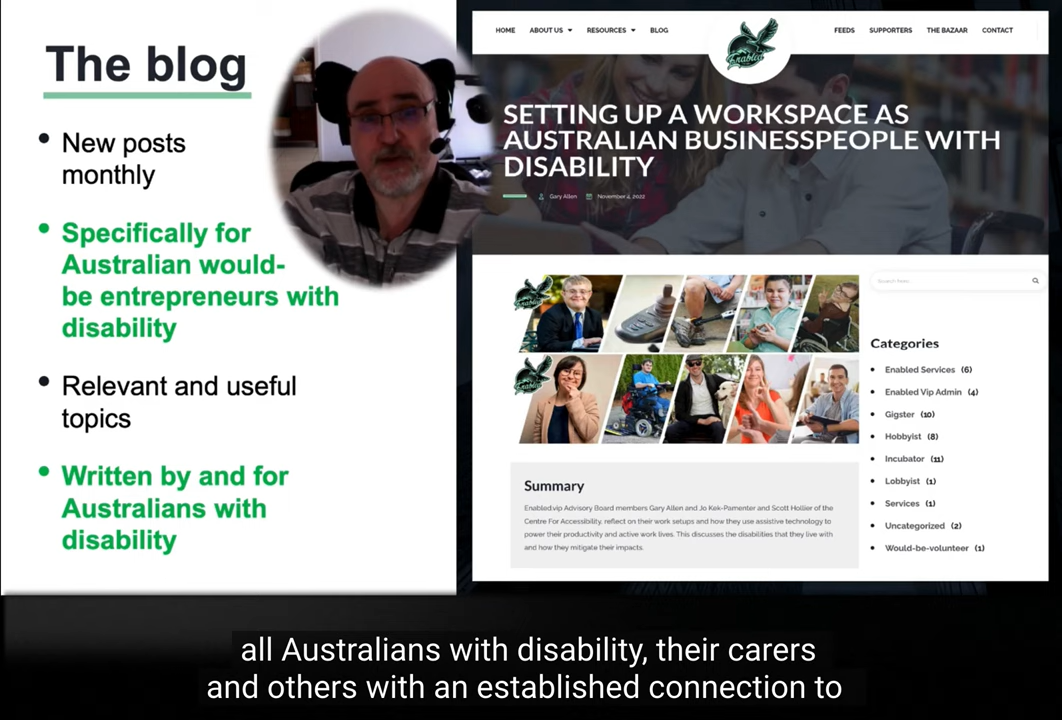 The blog
• New posts
monthly
• Specifically for
Australian would-
be entrepreneurs with
disability
• Relevant and useful
topics
• Written by and for
Australians with
disability
HOME ABOUT US RESOURCES BLOG
Enabled
FEEDS SUPPORTERS THE BAZAAR CONTACT
SETTING UP A WORKSPACE AS
AUSTRALIAN BUSINESSPEOPLE WITH
DISABILITY
Gary Allen November 4, 2022
Enabled
Enabled
Summary
Enabled.vip Advisory Board members Gary Allen and Jo Kek-Pamenter and Scott Hollier of the
Centre For Accessibility, reflect on their work setups and how they use assistive technology to
power their productivity and active work lives. This discusses the disabilities that they live with
and how they mitigate their impacts.
Search here...
Categories
• Enabled Services (6)
• Enabled Vip Admin (4)
• Gigster (10)
• Hobbyist (8)
• Incubator (11)
• Lobbyist (1)
• Services (1)
• Uncategorized (2)
• Would-be-volunteer (1)
all Australians with disability, their carers
and others with an established connection to